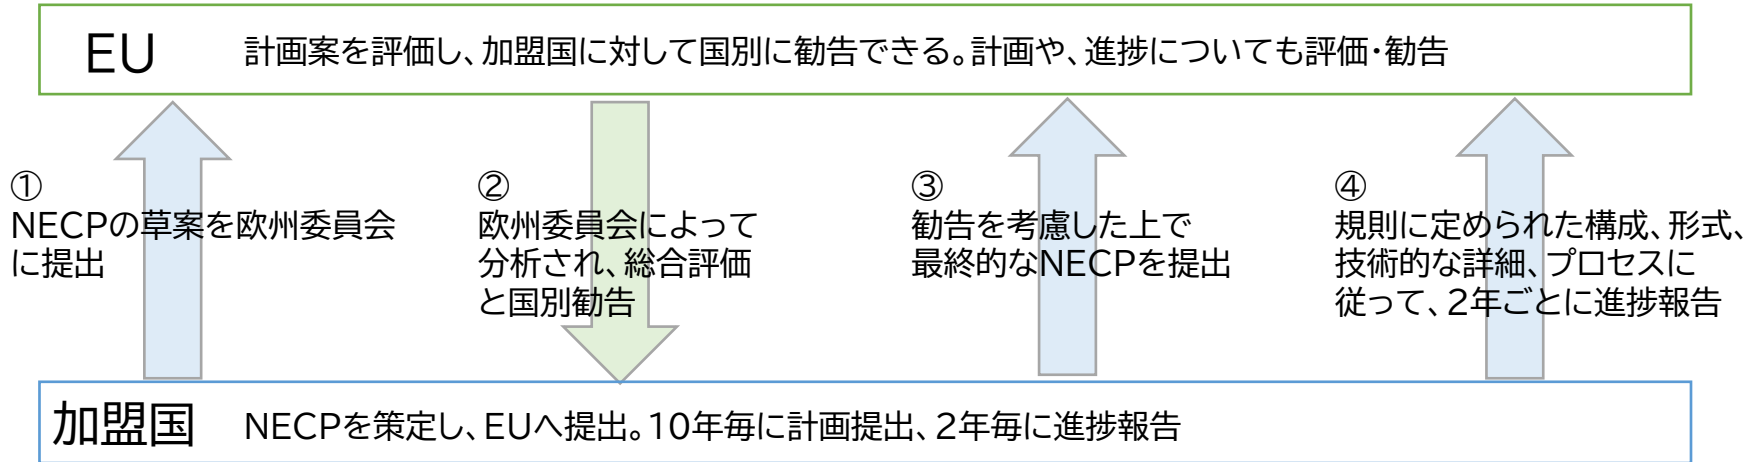 EU 計画案を評価し、加盟国に対して国別に勧告できる。計画や、進捗についても評価・勧告
①
NECPの草案を欧州委員会
に提出
②
欧州委員会によって
分析され、総合評価
と国別勧告
③
勧告を考慮した上で
最終的なNECPを提出
④
規則に定められた構成、形式、
技術的な詳細、プロセスに
従って、2年ごとに進捗報告
加盟国 NECPを策定し、EUへ提出。10年毎に計画提出、2年毎に進捗報告